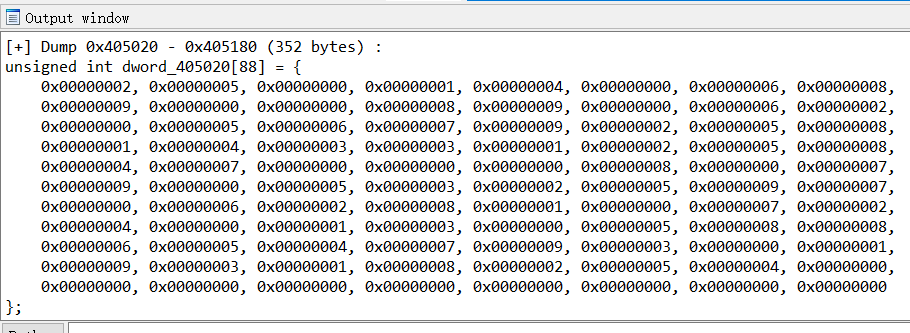 Output window
[+] Dump 0x405020 - 0x405180 (352 bytes) :
unsigned int dword_405020[88] = {
0x00000002, 0x00000005, 0x00000000, 0x00000001, 0x00000004, 0x00000000, 0x00000006, 0x00000008,
0x00000009, 0x00000000, 0x00000000, 0x00000008, 0x00000009, 0x00000000, 0x00000006, 0x00000002,
0x00000000, 0x00000005, 0x00000006, 0x00000007, 0x00000009, 0x00000002, 0x00000005, 0x00000008,
0x00000001, 0x00000004, 0x00000003, 0x00000003, 0x00000001, 0x00000002, 0x00000005, 0x00000008,
0x00000004, 0x00000007, 0x00000000, 0x00000000, 0x00000000, 0x00000008, 0x00000000, 0x00000007,
0x00000009, 0x00000000, 0x00000005, 0x00000003, 0x00000002, 0x00000005, 0x00000009, 0x00000007,
0x00000000, 0x00000006, 0x00000002, 0x00000008, 0x00000001, 0x00000000, 0x00000007, 0x00000002,
0x00000004, 0x00000000, 0x00000001, 0x00000003, 0x00000000, 0x00000005, 0x00000008, 0x00000008,
0x00000006, 0x00000005, 0x00000004, 0x00000007, 0x00000009, 0x00000003, 0x00000000, 0x00000001,
0x00000009, 0x00000003, 0x00000001, 0x00000008, 0x00000002, 0x00000005, 0x00000004, 0x00000000,
0x00000000, 0x00000000, 0x00000000, 0x00000000, 0x00000000, 0x00000000, 0x00000000, 0x00000000
};